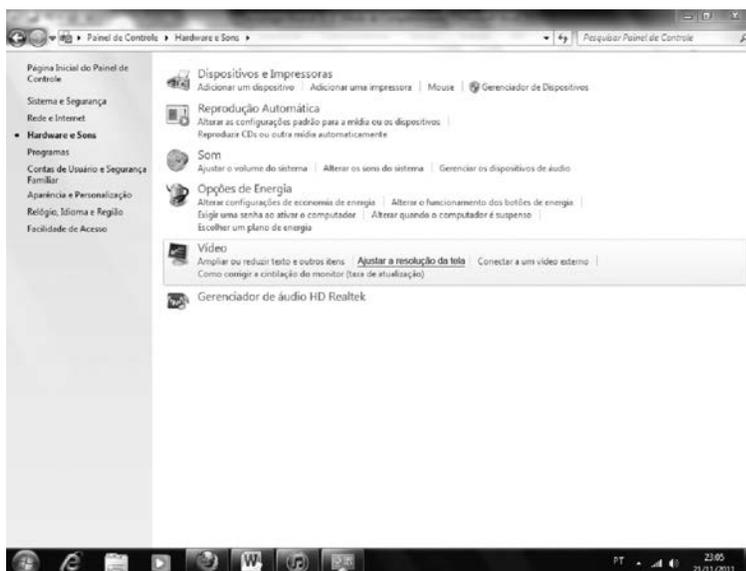 Painel de Controle ▸ Hardware e Sons ▸
Pesquisar Painel de Controle
Página Inicial do Painel de
Controle
Sistema e Segurança
Rede e Internet
Hardware e Sons
Programas
Contas de Usuário e Segurança
Familiar
Aparência e Personalização
Relógio, Idioma e Região
Facilidade de Acesso
Dispositivos e Impressoras
Adicionar um dispositivo | Adicionar uma impressora | Mouse | Gerenciador de Dispositivos
Reprodução Automática
Alterar as configurações padrão para a mídia ou os dispositivos |
Reproduzir CDs ou outra mídia automaticamente
Som
Ajustar o volume do sistema | Alterar os sons do sistema | Gerenciar os dispositivos de áudio
Opções de Energia
Alterar configurações de economia de energia | Alterar o funcionamento dos botões de energia |
Exigir uma senha ao ativar o computador | Alterar quando o computador é suspenso |
Escolher um plano de energia
Vídeo
Ampliar ou reduzir texto e outros itens | Ajustar a resolução da tela | Conectar a um vídeo externo |
Como corrigir a cintilação do monitor (taxa de atualização)
Gerenciador de áudio HD Realtek
W
PT
23:05
21/11/2011